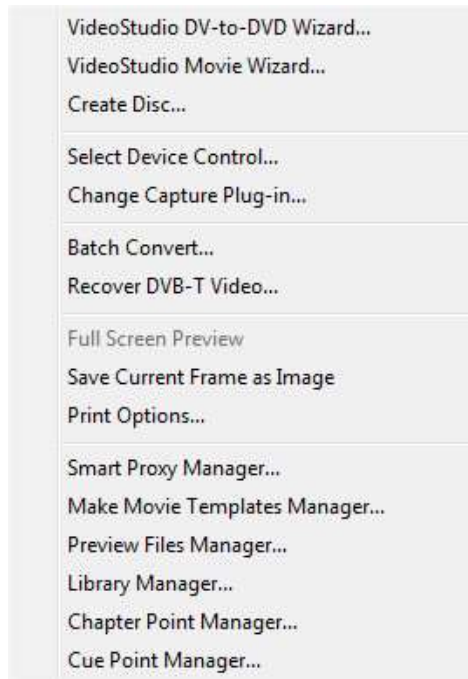 VideoStudio DV-to-DVD Wizard...
VideoStudio Movie Wizard...
Create Disc...
Select Device Control...
Change Capture Plug-in...
Batch Convert...
Recover DVB-T Video...
Full Screen Preview
Save Current Frame as Image
Print Options...
Smart Proxy Manager...
Make Movie Templates Manager...
Preview Files Manager...
Library Manager...
Chapter Point Manager...
Cue Point Manager...